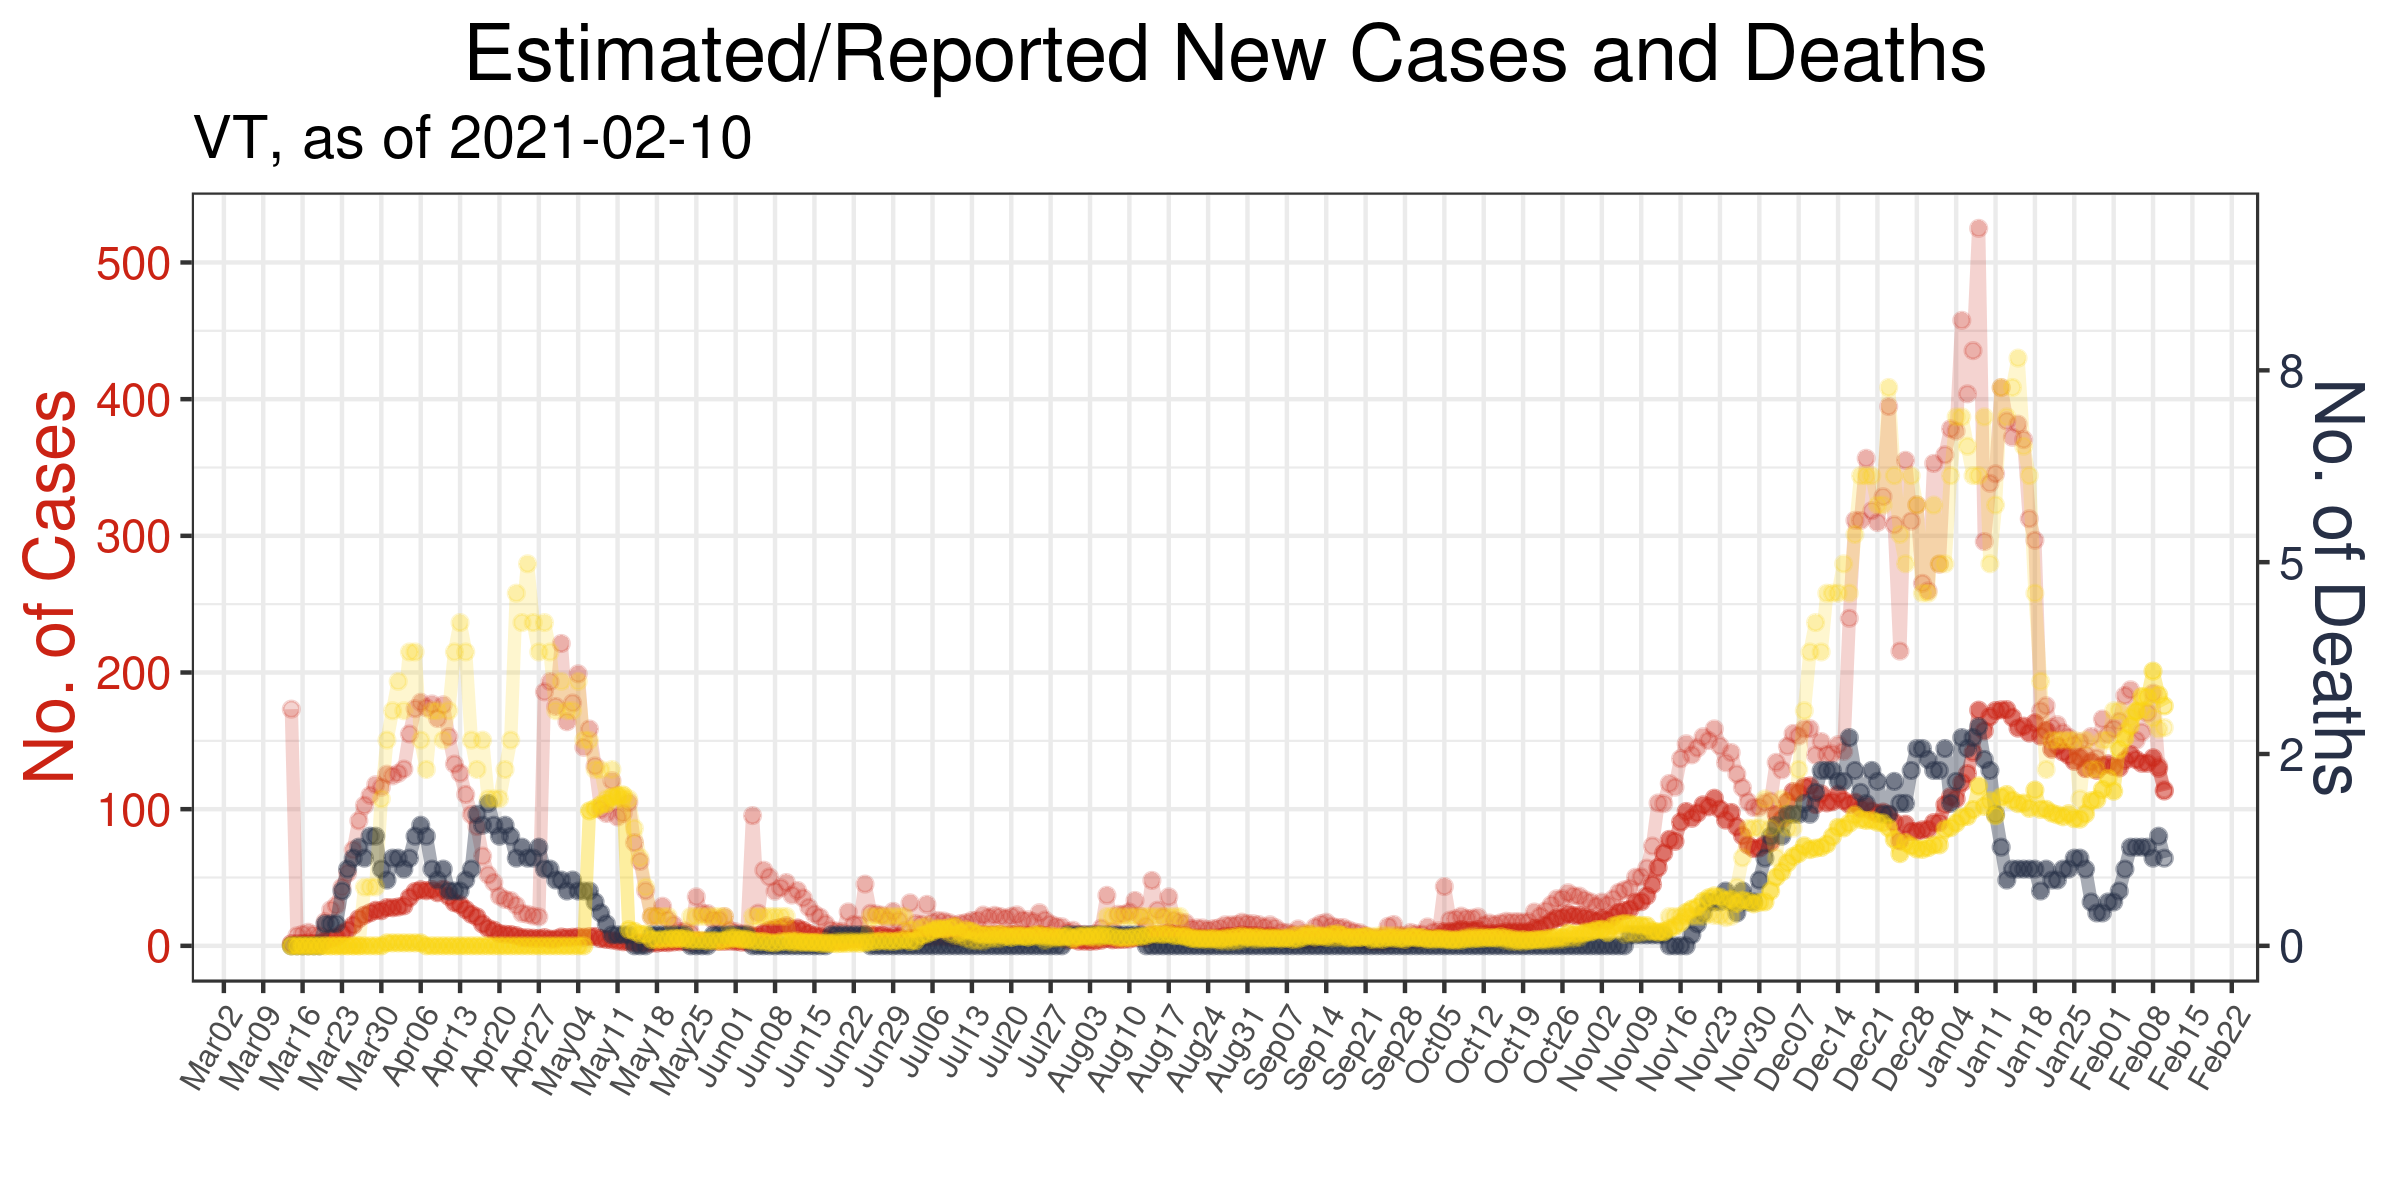 Estimated/Reported New Cases and Deaths
VT, as of 2021-02-10
No. of Cases
500
400
300
200
100
0
8
5
2
0
No. of Deaths
Mar02
Mar09
Mar16
Mar23
Mar30
Apr06
Apr13
Apr20
Apr27
May04
May11
May18
May25
Jun01
Jun08
Jun15
Jun22
Jun29
Jul06
Jul13
Jul20
Jul27
Aug03
Aug10
Aug17
Aug24
Aug31
Sep07
Sep14
Sep21
Sep28
Oct05
Oct12
Oct19
Oct26
Nov02
Nov09
Nov16
Nov23
Nov30
Dec07
Dec14
Dec21
Dec28
Jan04
Jan11
Jan18
Jan25
Feb01
Feb08
Feb15
Feb22